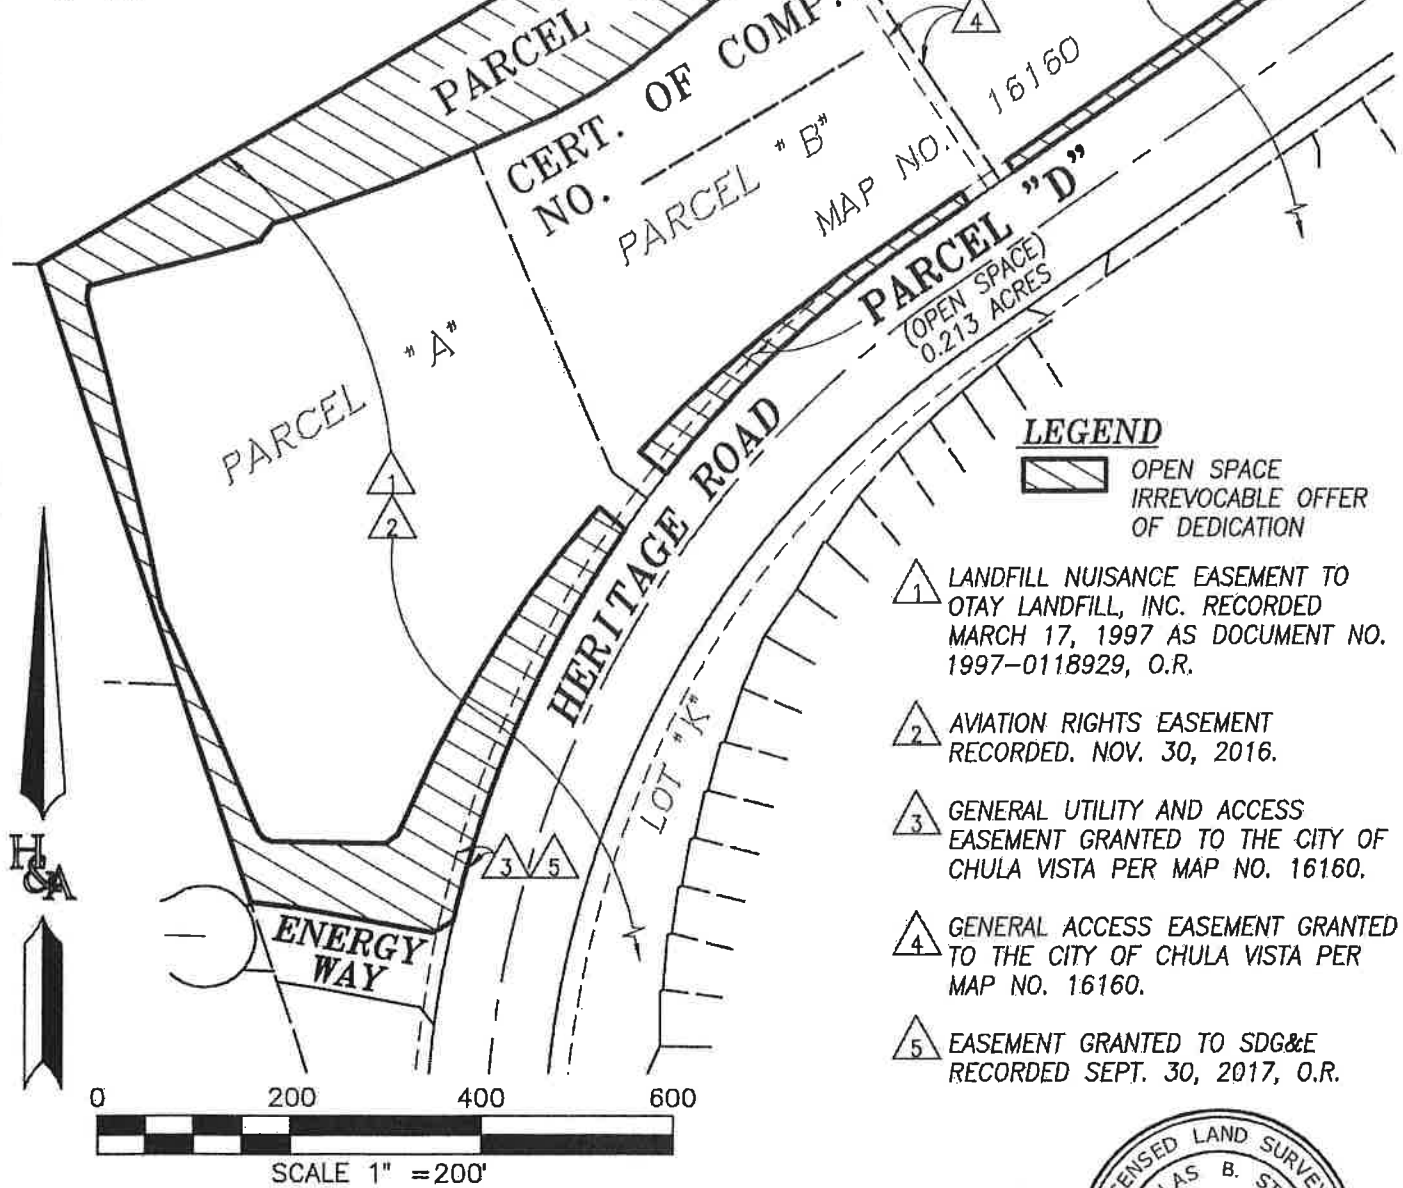 PARCEL
CERT. OF COMP.
NO.
4
16160
PARCEL "B"
MAP NO.
PARCEL "D"
(OPEN SPACE)
0.213 ACRES
PARCEL "A"
1
2
HERITAGE ROAD
LOT "K"
3
5
ENERGY
WAY
H&A
LEGEND
OPEN SPACE
IRREVOCABLE OFFER
OF DEDICATION
1 LANDFILL NUISANCE EASEMENT TO
OTAY LANDFILL, INC. RECORDED
MARCH 17, 1997 AS DOCUMENT NO.
1997-0118929, O.R.
2 AVIATION RIGHTS EASEMENT
RECORDED. NOV. 30, 2016.
3 GENERAL UTILITY AND ACCESS
EASEMENT GRANTED TO THE CITY OF
CHULA VISTA PER MAP NO. 16160.
4 GENERAL ACCESS EASEMENT GRANTED
TO THE CITY OF CHULA VISTA PER
MAP NO. 16160.
5 EASEMENT GRANTED TO SDG&E
RECORDED SEPT. 30, 2017, O.R.
0 200 400 600
SCALE 1" =200'
ENSED LAND SURVE
LAS B. ST